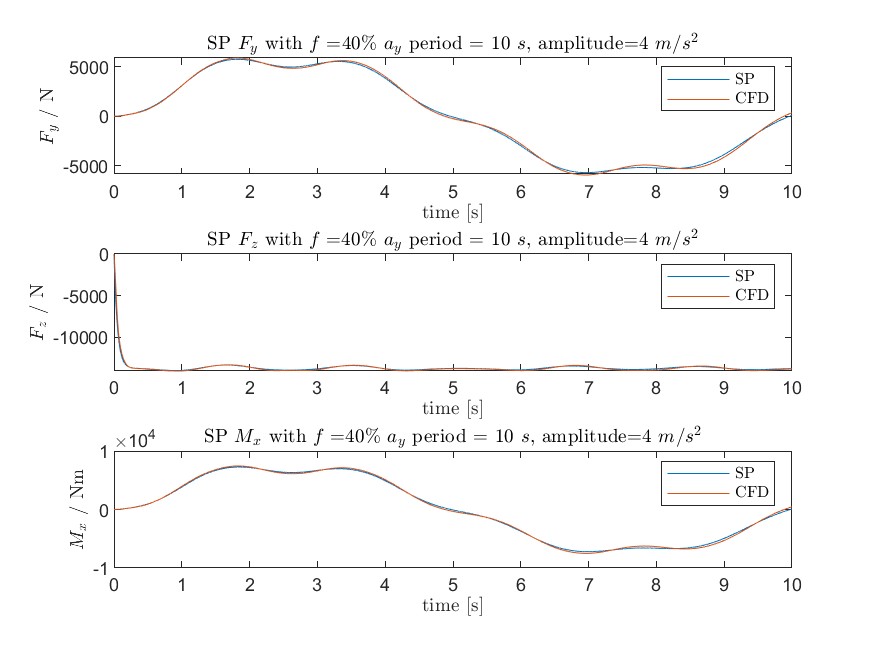 SP F_y with f =40% a_y period = 10 s, amplitude=4 m/s^2
5000
0
-5000
F_y / N
SP
CFD
0 1 2 3 4 5 6 7 8 9 10
time [s]
SP F_z with f =40% a_y period = 10 s, amplitude=4 m/s^2
0
-5000
-10000
F_z / N
SP
CFD
0 1 2 3 4 5 6 7 8 9 10
time [s]
SP M_x with f =40% a_y period = 10 s, amplitude=4 m/s^2
×10^4
1
0
-1
M_x / Nm
SP
CFD
0 1 2 3 4 5 6 7 8 9 10
time [s]